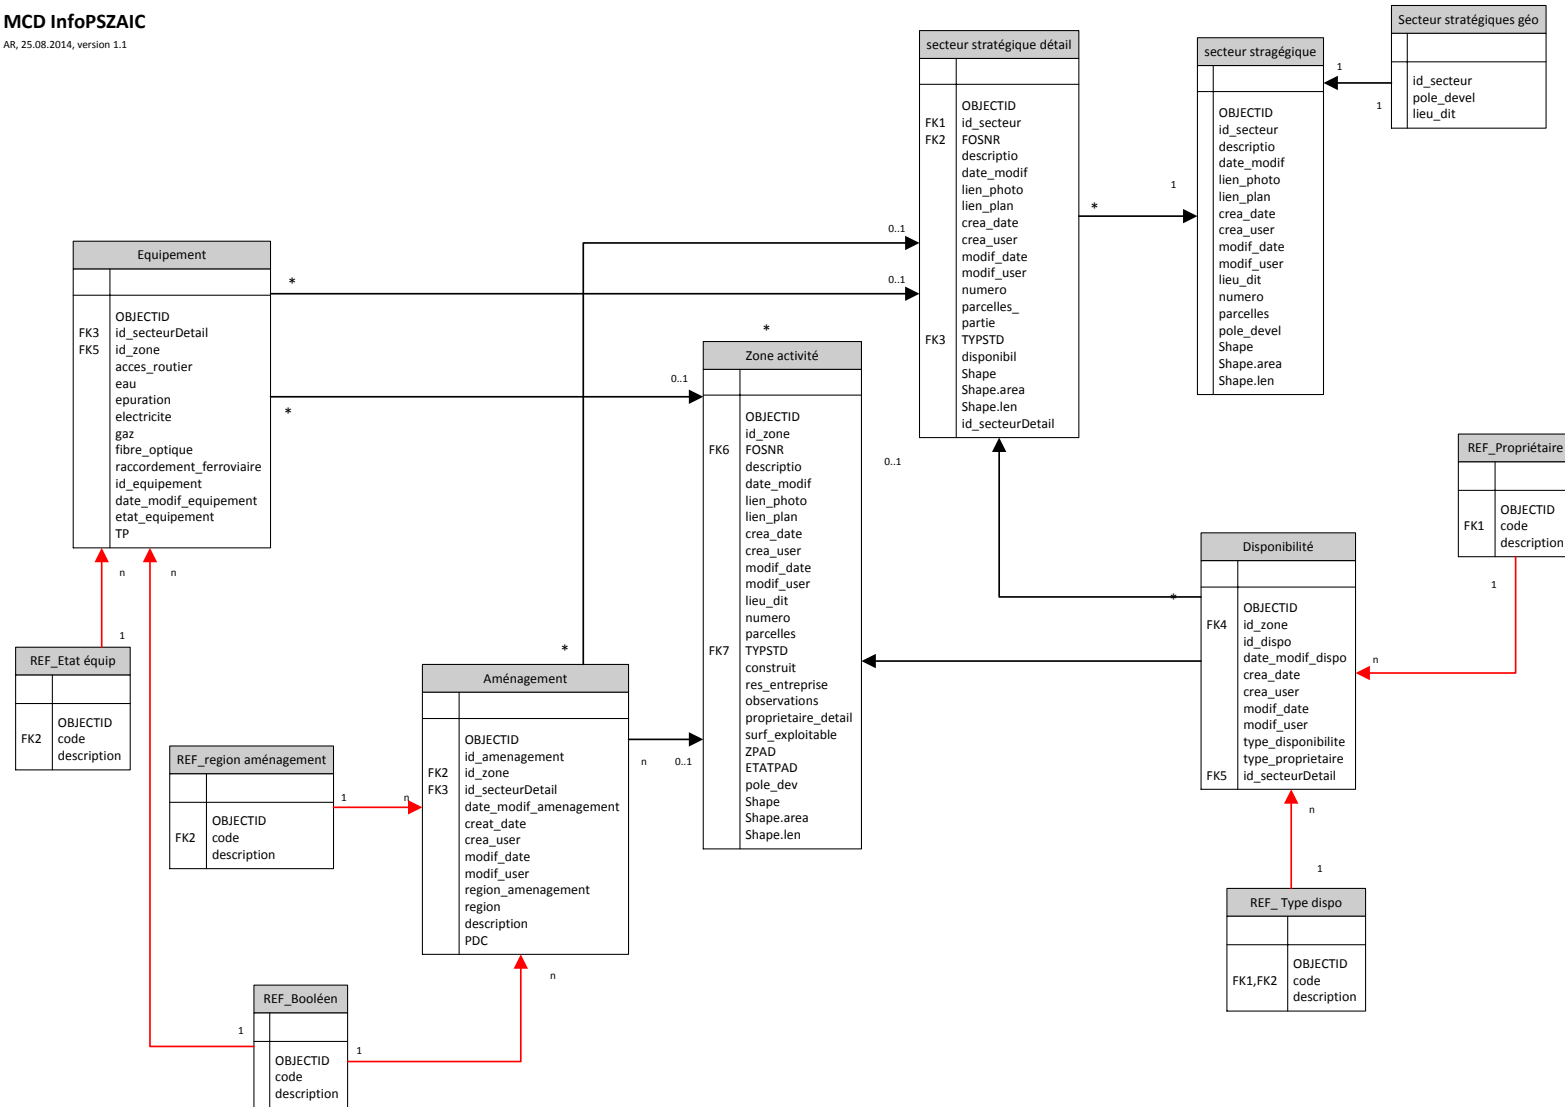 MCD InfoPSZAIC
AR, 25.08.2014, version 1.1
Secteur stratégiques géo
id_secteur
pole_devel
lieu_dit
1
1
secteur stragégique
OBJECTID
id_secteur
descriptio
date_modif
lien_photo
lien_plan
crea_date
crea_user
modif_date
modif_user
lieu_dit
numero
parcelles
pole_devel
Shape
Shape.area
Shape.len
1
*
secteur stratégique détail
OBJECTID
FK1 id_secteur
FK2 FOSNR
descriptio
date_modif
lien_photo
lien_plan
crea_date
crea_user
modif_date
modif_user
numero
parcelles_
partie
FK3 TYPSTD
disponibil
Shape
Shape.area
Shape.len
id_secteurDetail
0..1
0..1
Equipement
OBJECTID
FK3 id_secteurDetail
FK5 id_zone
acces_routier
eau
epuration
electricite
gaz
fibre_optique
raccordement_ferroviaire
id_equipement
date_modif_equipement
etat_equipement
TP
*
*
n
n
*
0..1
Zone activité
OBJECTID
id_zone
FK6 FOSNR
descriptio
date_modif
lien_photo
lien_plan
crea_date
crea_user
modif_date
modif_user
lieu_dit
numero
parcelles
FK7 TYPSTD
construit
res_entreprise
observations
proprietaire_detail
surf_exploitable
ZPAD
ETATPAD
pole_dev
Shape
Shape.area
Shape.len
0..1
REF_Propriétaire
OBJECTID
FK1 code
description
1
n
Disponibilité
OBJECTID
FK4 id_zone
id_dispo
date_modif_dispo
crea_date
crea_user
modif_date
modif_user
type_disponibilite
type_proprietaire
FK5 id_secteurDetail
*
n
1
REF_Etat équip
OBJECTID
FK2 code
description
1
*
Aménagement
OBJECTID
id_amenagement
FK2 id_zone
FK3 id_secteurDetail
date_modif_amenagement
creat_date
crea_user
modif_date
modif_user
region_amenagement
region
description
PDC
n 0..1
REF_region aménagement
OBJECTID
FK2 code
description
1
n
n
REF_ Type dispo
OBJECTID
FK1,FK2 code
description
REF_Booléen
OBJECTID
code
description
1
1